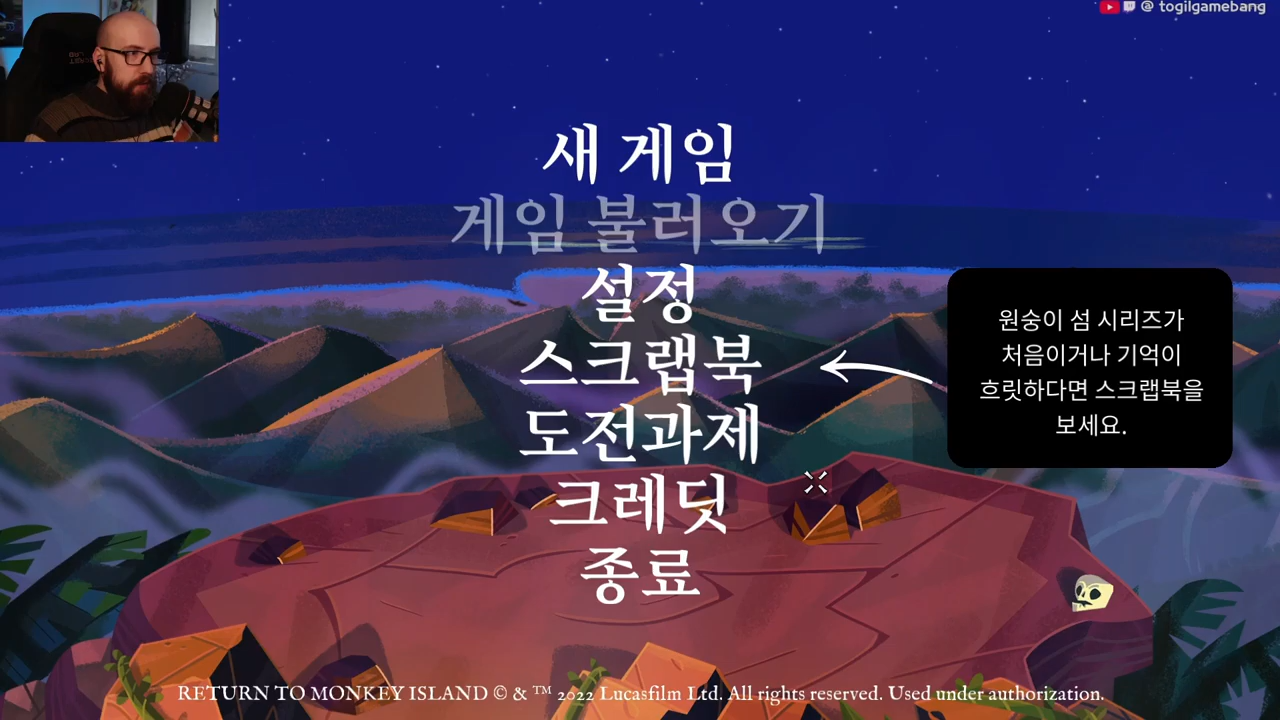 @ togilgamebang
새 게임
게임 불러오기
설정
스크랩북
도전과제
크레딧
종료
원숭이 섬 시리즈가
처음이거나 기억이
흐릿하다면 스크랩북을
보세요.
RETURN TO MONKEY ISLAND © & ™ 2022 Lucasfilm Ltd. All rights reserved. Used under authorization.